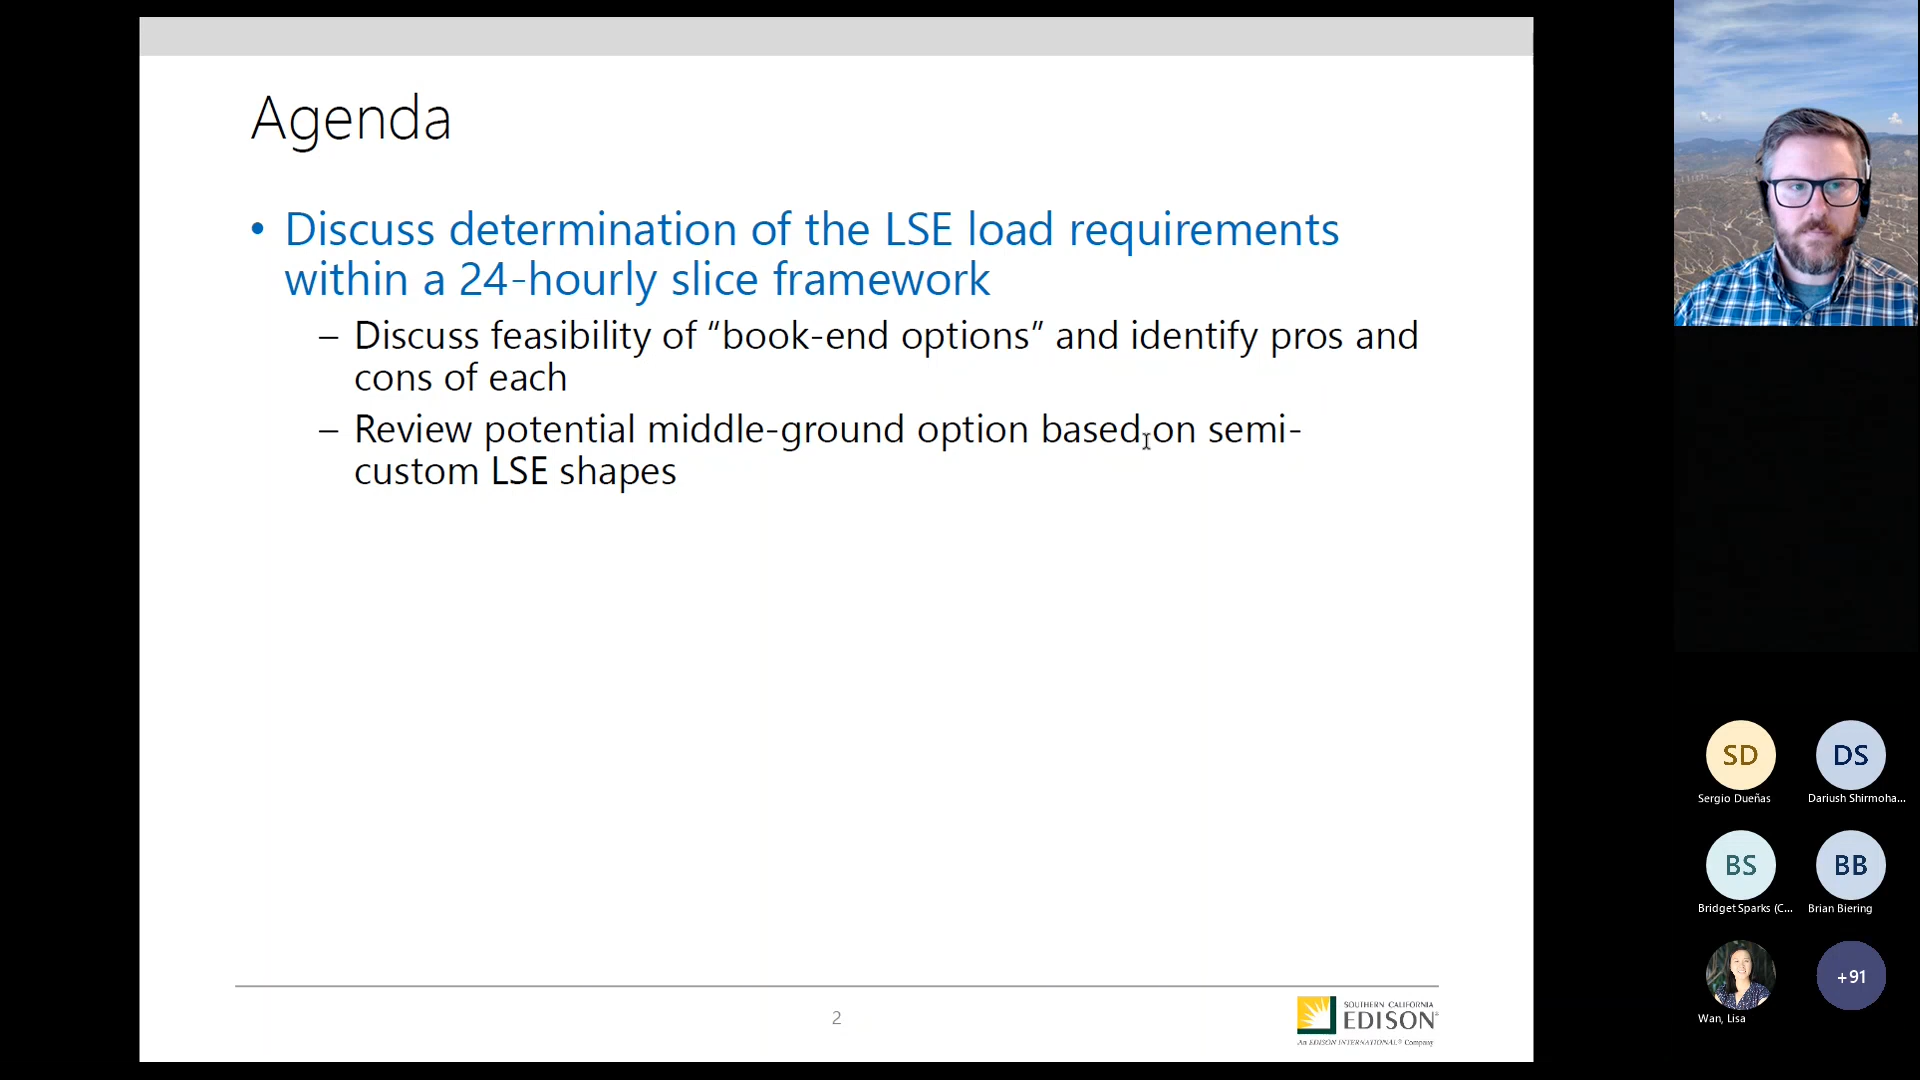 Agenda
• Discuss determination of the LSE load requirements
within a 24-hourly slice framework
– Discuss feasibility of “book-end options” and identify pros and
cons of each
– Review potential middle-ground option based on semi-
custom LSE shapes
2
SOUTHERN CALIFORNIA
EDISON®
An EDISON INTERNATIONAL® Company
SD
Sergio Dueñas
DS
Dariush Shirmoha...
BS
Bridget Sparks (C...
BB
Brian Biering
Wan, Lisa
+91